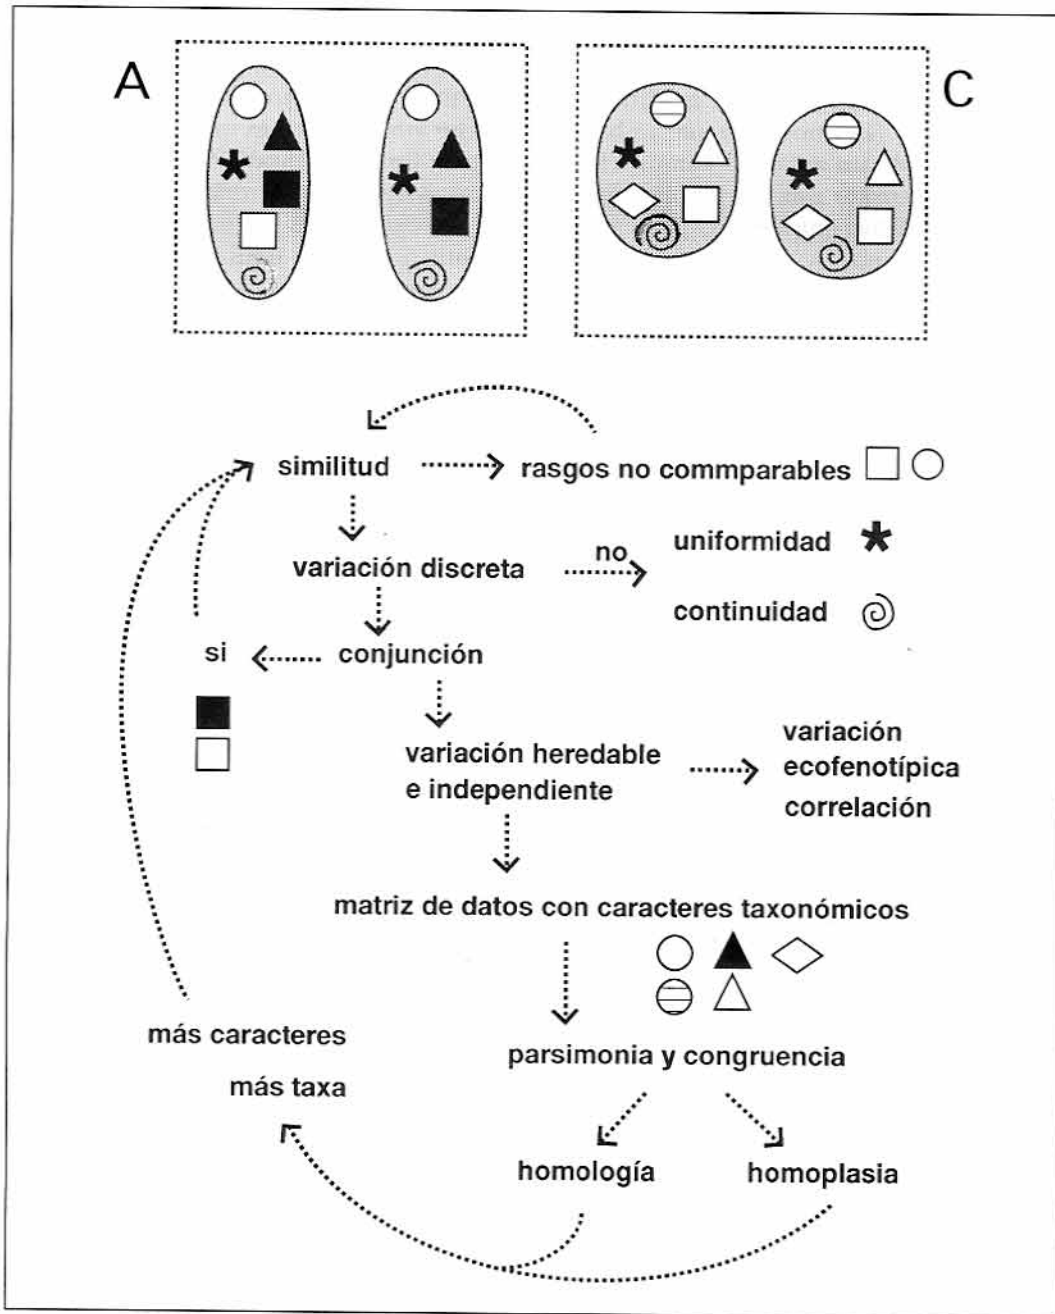 A
C
similitud
rasgos no commparables
variación discreta
no
uniformidad
continuidad
si
conjunción
variación heredable
e independiente
variación
ecofenotípica
correlación
matriz de datos con caracteres taxonómicos
más caracteres
más taxa
parsimonia y congruencia
homología
homoplasia